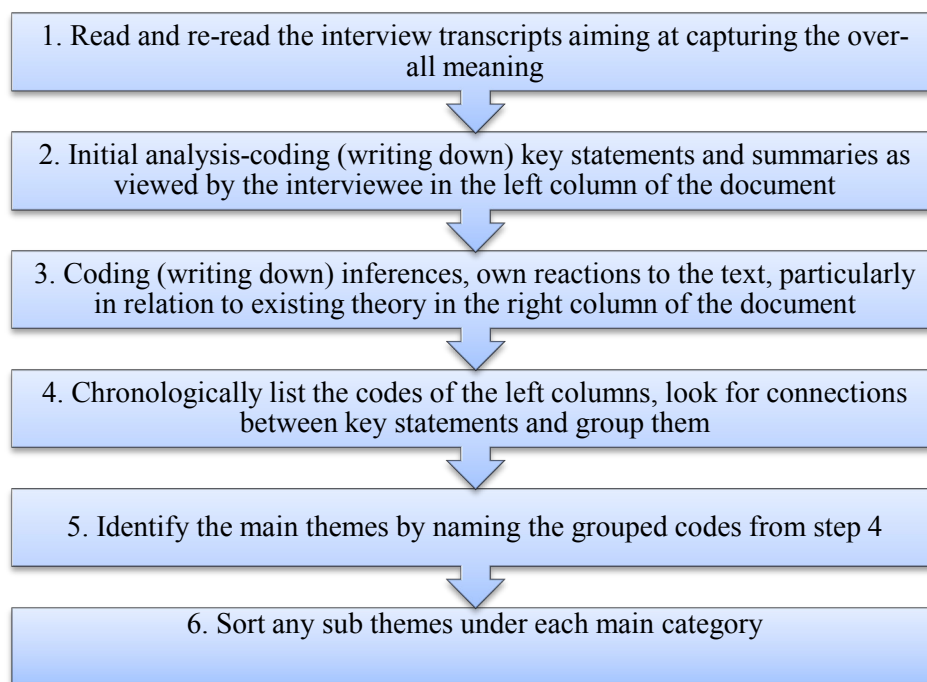 1. Read and re-read the interview transcripts aiming at capturing the over-
all meaning
2. Initial analysis-coding (writing down) key statements and summaries as
viewed by the interviewee in the left column of the document
3. Coding (writing down) inferences, own reactions to the text, particularly
in relation to existing theory in the right column of the document
4. Chronologically list the codes of the left columns, look for connections
between key statements and group them
5. Identify the main themes by naming the grouped codes from step 4
6. Sort any sub themes under each main category